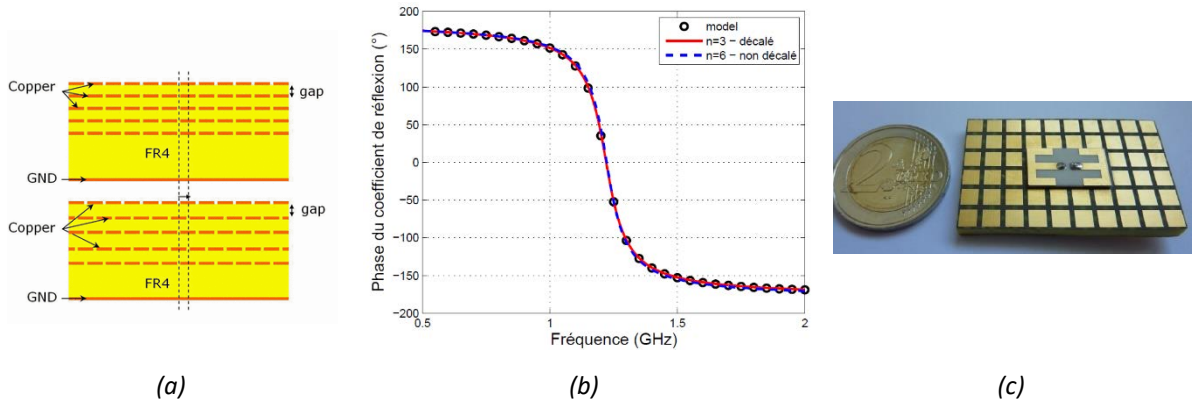 Copper
gap
FR4
GND
Copper
gap
FR4
GND
Phase du coefficient de réflexion (°)
200
150
100
50
0
−50
−100
−150
−200
0.5
1
1.5
2
Fréquence (GHz)
model
n=3 − décalé
n=6 − non décalé
2
(a)
(b)
(c)